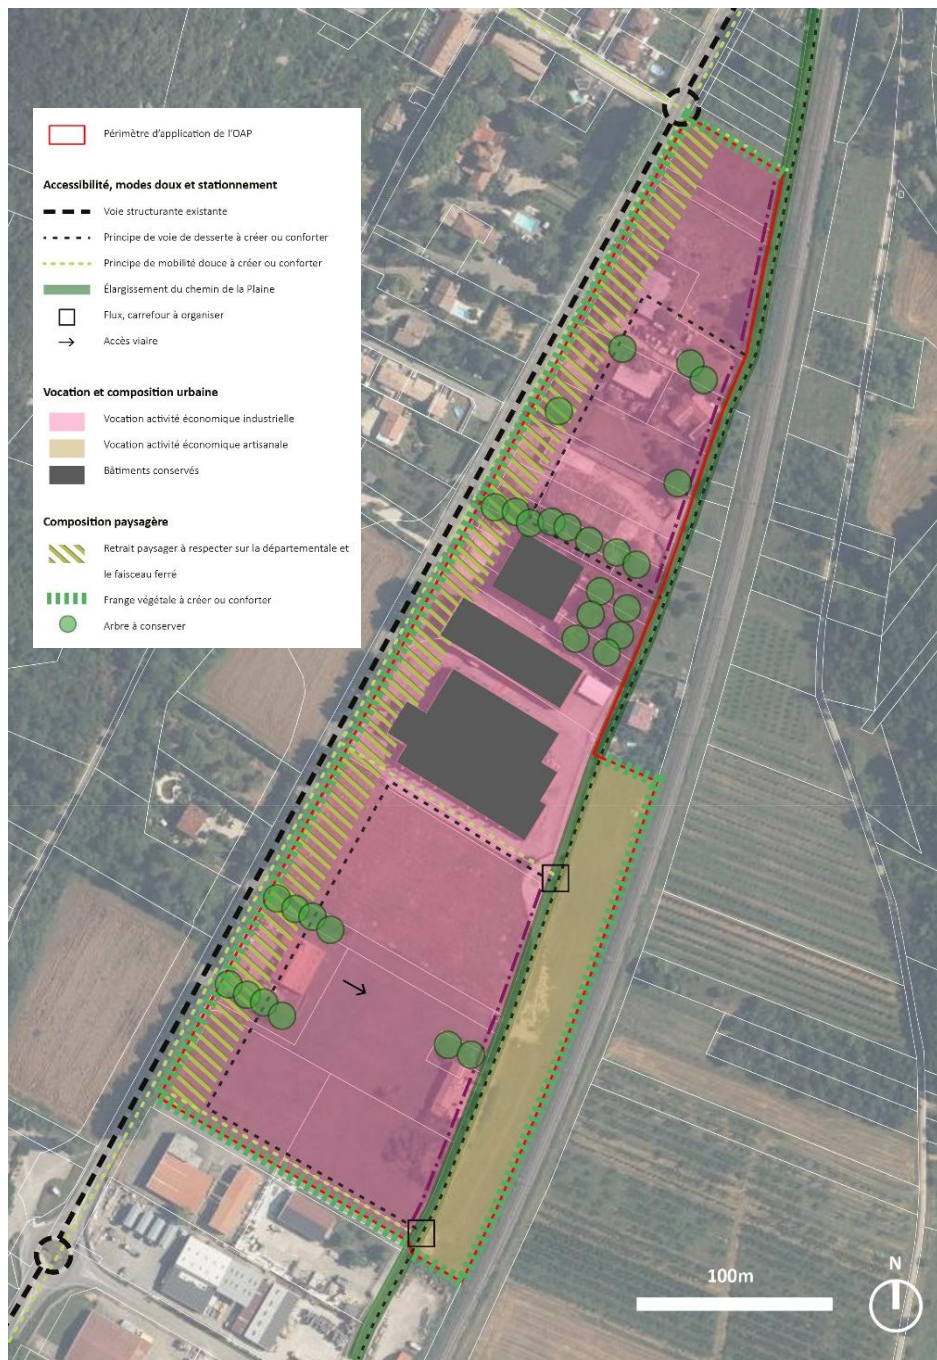 Périmètre d'application de l'OAP
Accessibilité, modes doux et stationnement
Voie structurante existante
Principe de voie de desserte à créer ou conforter
Principe de mobilité douce à créer ou conforter
Élargissement du chemin de la Plaine
Flux, carrefour à organiser
Accès viaire
Vocation et composition urbaine
Vocation activité économique industrielle
Vocation activité économique artisanale
Bâtiments conservés
Composition paysagère
Retrait paysager à respecter sur la départementale et
le faisceau ferré
Frange végétale à créer ou conforter
Arbre à conserver
100m
N